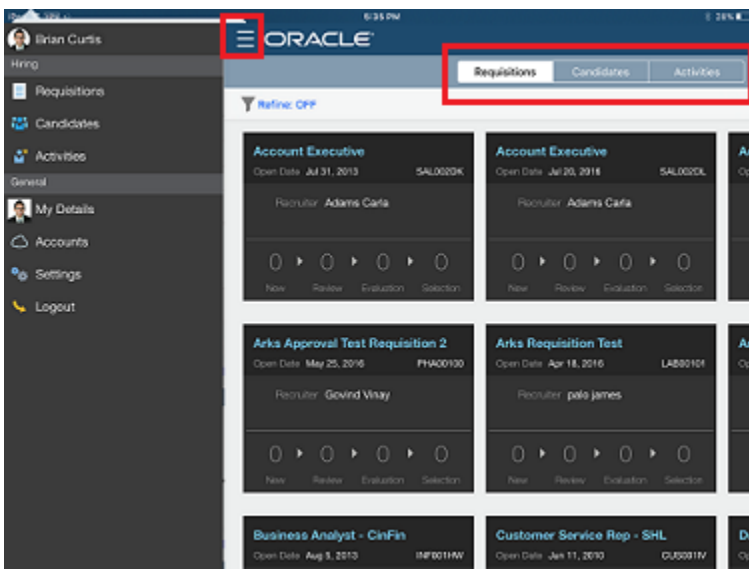 6:35 PM
28%
Brian Curtis
ORACLE
Hiring
Requisitions
Candidates
Activities
General
My Details
Accounts
Settings
Logout
Requisitions Candidates Activities
Refine: OFF
Account Executive
Open Date Jul 31, 2013 SAL002DK
Recruiter Adams Carla
0 0 0 0
New Review Evaluation Selection
Account Executive
Open Date Jul 20, 2016 SAL002DL
Recruiter Adams Carla
0 0 0 0
New Review Evaluation Selection
Arks Approval Test Requisition 2
Open Date May 25, 2016 PHA00100
Recruiter Govind Vinay
0 0 0 0
New Review Evaluation Selection
Arks Requisition Test
Open Date Apr 18, 2016 LAB00101
Recruiter palo james
0 0 0 0
New Review Evaluation Selection
Business Analyst - CinFin
Open Date Aug 5, 2013 INF001HW
Customer Service Rep - SHL
Open Date Jan 11, 2010 CUS001IV